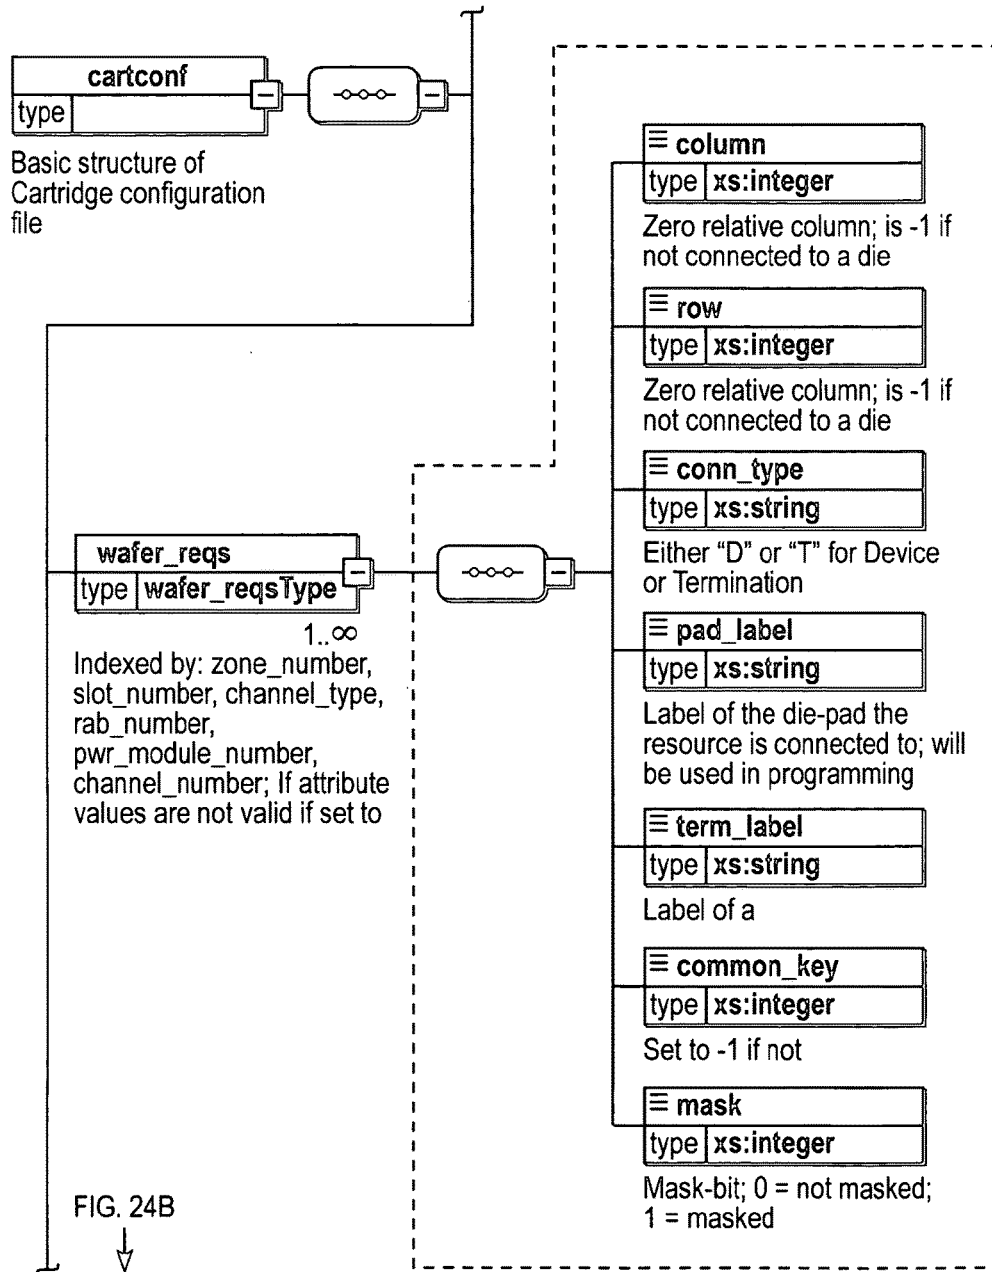 cartconf
type
Basic structure of
Cartridge configuration
file
column
type xs:integer
Zero relative column; is -1 if
not connected to a die
row
type xs:integer
Zero relative column; is -1 if
not connected to a die
conn_type
type xs:string
Either “D” or “T” for Device
or Termination
wafer_reqs
type wafer_reqsType
1..∞
Indexed by: zone_number,
slot_number, channel_type,
rab_number,
pwr_module_number,
channel_number; If attribute
values are not valid if set to
pad_label
type xs:string
Label of the die-pad the
resource is connected to; will
be used in programming
term_label
type xs:string
Label of a
common_key
type xs:integer
Set to -1 if not
mask
type xs:integer
Mask-bit; 0 = not masked;
1 = masked
FIG. 24B